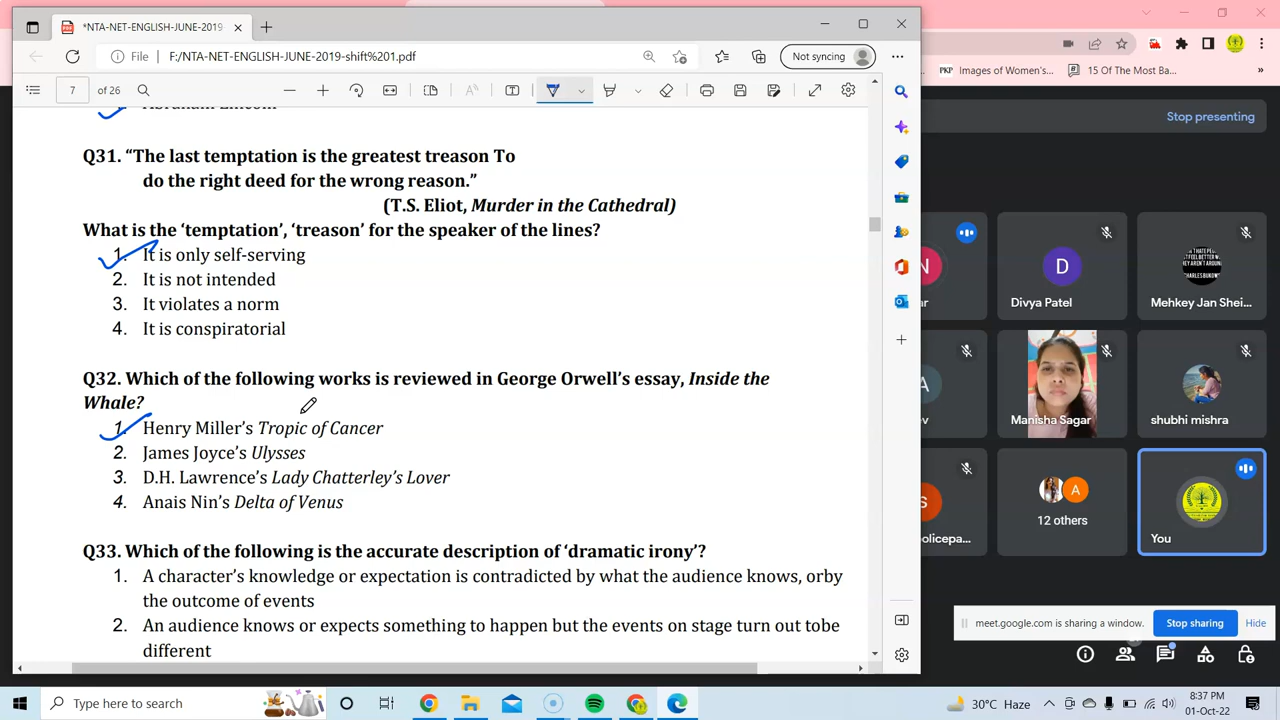 *NTA-NET-ENGLISH-JUNE-2019-
File
F:/NTA-NET-ENGLISH-JUNE-2019-shift%201.pdf
Not syncing
7 of 26
Abraham Lincoln
Q31. “The last temptation is the greatest treason To
do the right deed for the wrong reason.”
(T.S. Eliot, Murder in the Cathedral)
What is the ‘temptation’, ‘treason’ for the speaker of the lines?
1. It is only self-serving
2. It is not intended
3. It violates a norm
4. It is conspiratorial
Q32. Which of the following works is reviewed in George Orwell’s essay, Inside the
Whale?
1. Henry Miller’s Tropic of Cancer
2. James Joyce’s Ulysses
3. D.H. Lawrence’s Lady Chatterley’s Lover
4. Anais Nin’s Delta of Venus
Q33. Which of the following is the accurate description of ‘dramatic irony’?
1. A character’s knowledge or expectation is contradicted by what the audience knows, orby
the outcome of events
2. An audience knows or expects something to happen but the events on stage turn out tobe
different
PKP Images of Women's...
B 15 Of The Most Ba...
Stop presenting
ar
D
Divya Patel
Mehkey Jan Shei...
ev
Manisha Sagar
shubhi mishra
S
policepa...
A
12 others
You
meet.google.com is sharing a window.
Stop sharing
Hide
Type here to search
30°C Haze
8:37 PM
01-Oct-22